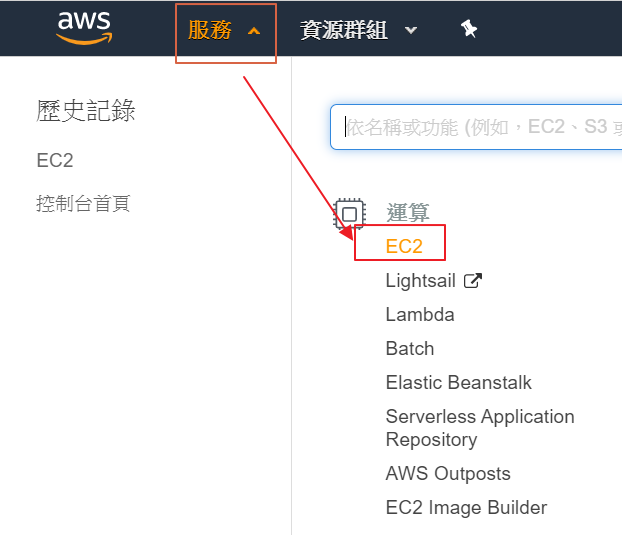 aws
服務
資源群組
歷史記錄
EC2
控制台首頁
依名稱或功能 (例如，EC2、S3 或
運算
EC2
Lightsail
Lambda
Batch
Elastic Beanstalk
Serverless Application
Repository
AWS Outposts
EC2 Image Builder